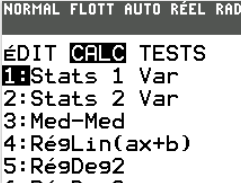 NORMAL FLOTT AUTO RÉEL RAD
ÉDIT CALC TESTS
1:Stats 1 Var
2:Stats 2 Var
3:Med-Med
4:RégLin(ax+b)
5:RégDeg2